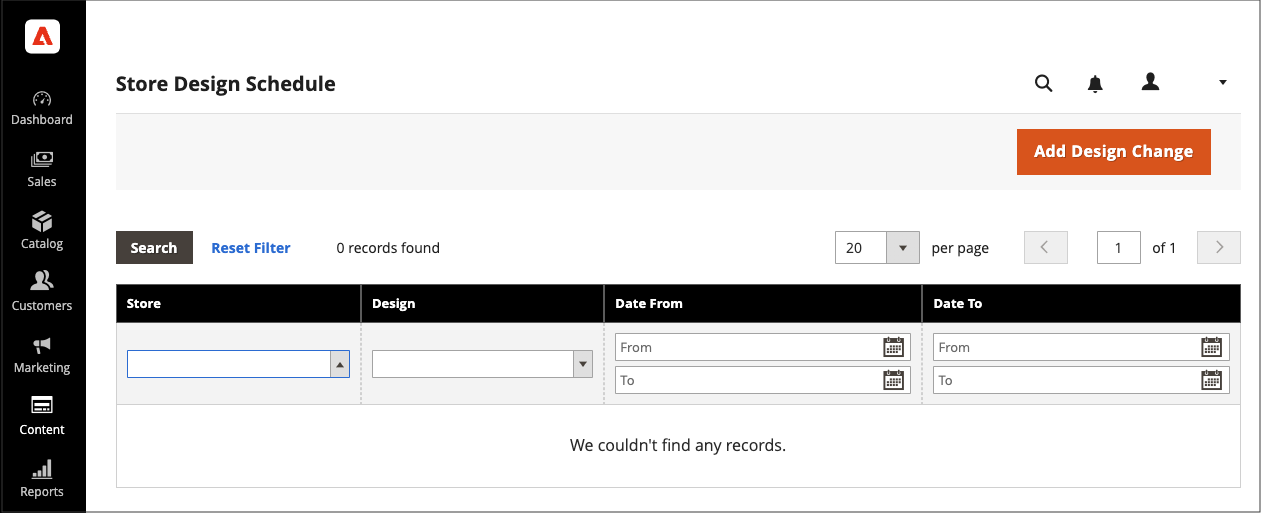 Store Design Schedule
Dashboard
Sales
Catalog
Customers
Marketing
Content
Reports
Add Design Change
Search Reset Filter 0 records found 20 per page 1 of 1
Store Design Date From Date To
From From
To To
We couldn't find any records.